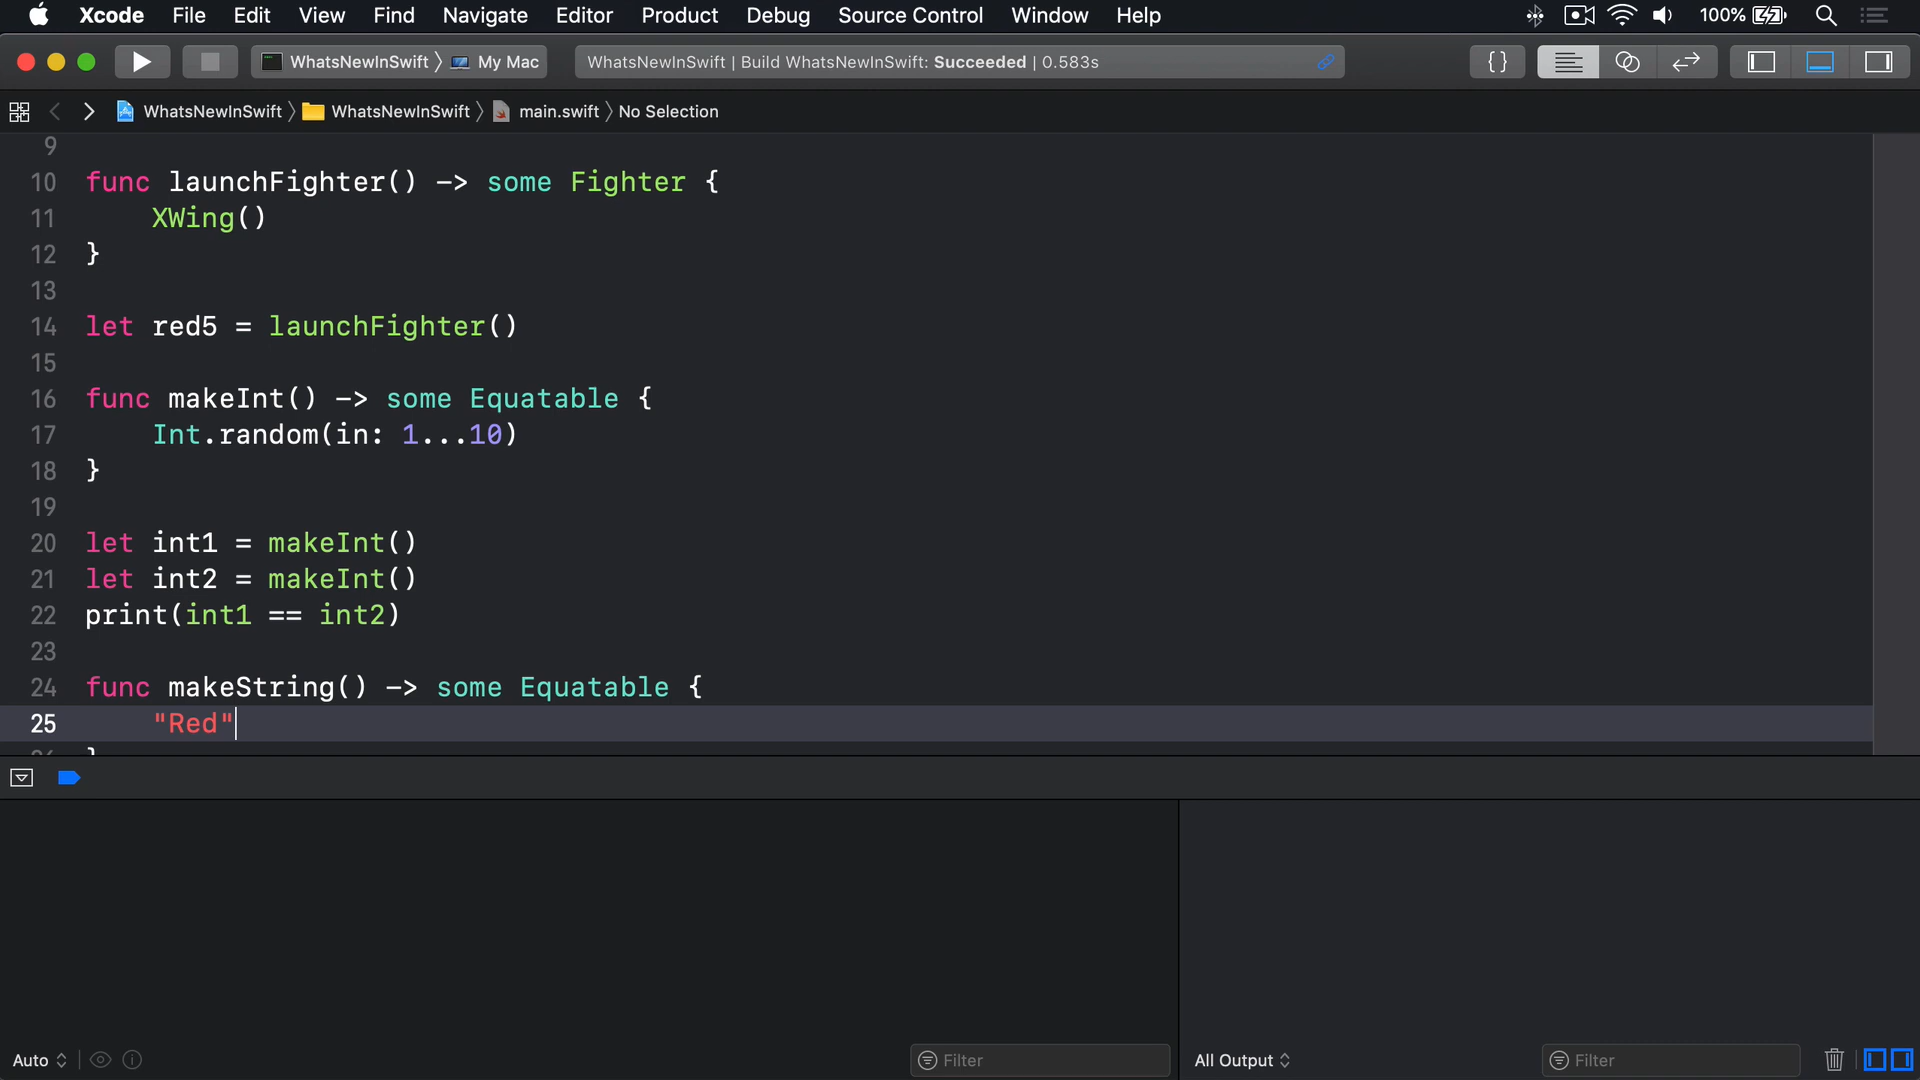 Xcode File Edit View Find Navigate Editor Product Debug Source Control Window Help 100%
WhatsNewInSwift My Mac WhatsNewInSwift | Build WhatsNewInSwift: Succeeded | 0.583s {}
WhatsNewInSwift WhatsNewInSwift main.swift No Selection
9
10 func launchFighter() -> some Fighter {
11 XWing()
12 }
13
14 let red5 = launchFighter()
15
16 func makeInt() -> some Equatable {
17 Int.random(in: 1...10)
18 }
19
20 let int1 = makeInt()
21 let int2 = makeInt()
22 print(int1 == int2)
23
24 func makeString() -> some Equatable {
25 "Red"
26 }
Auto Filter All Output Filter